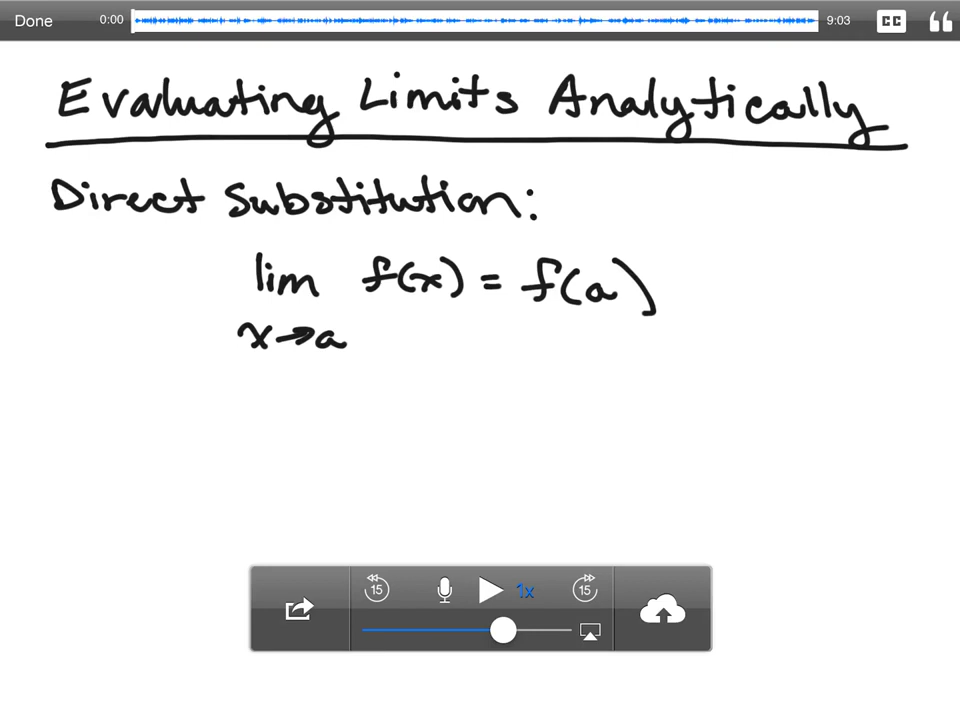 Done 0:00 9:03 CC
Evaluating Limits Analytically
Direct Substitution:
lim f(x) = f(a)
x→a
15 1x 15